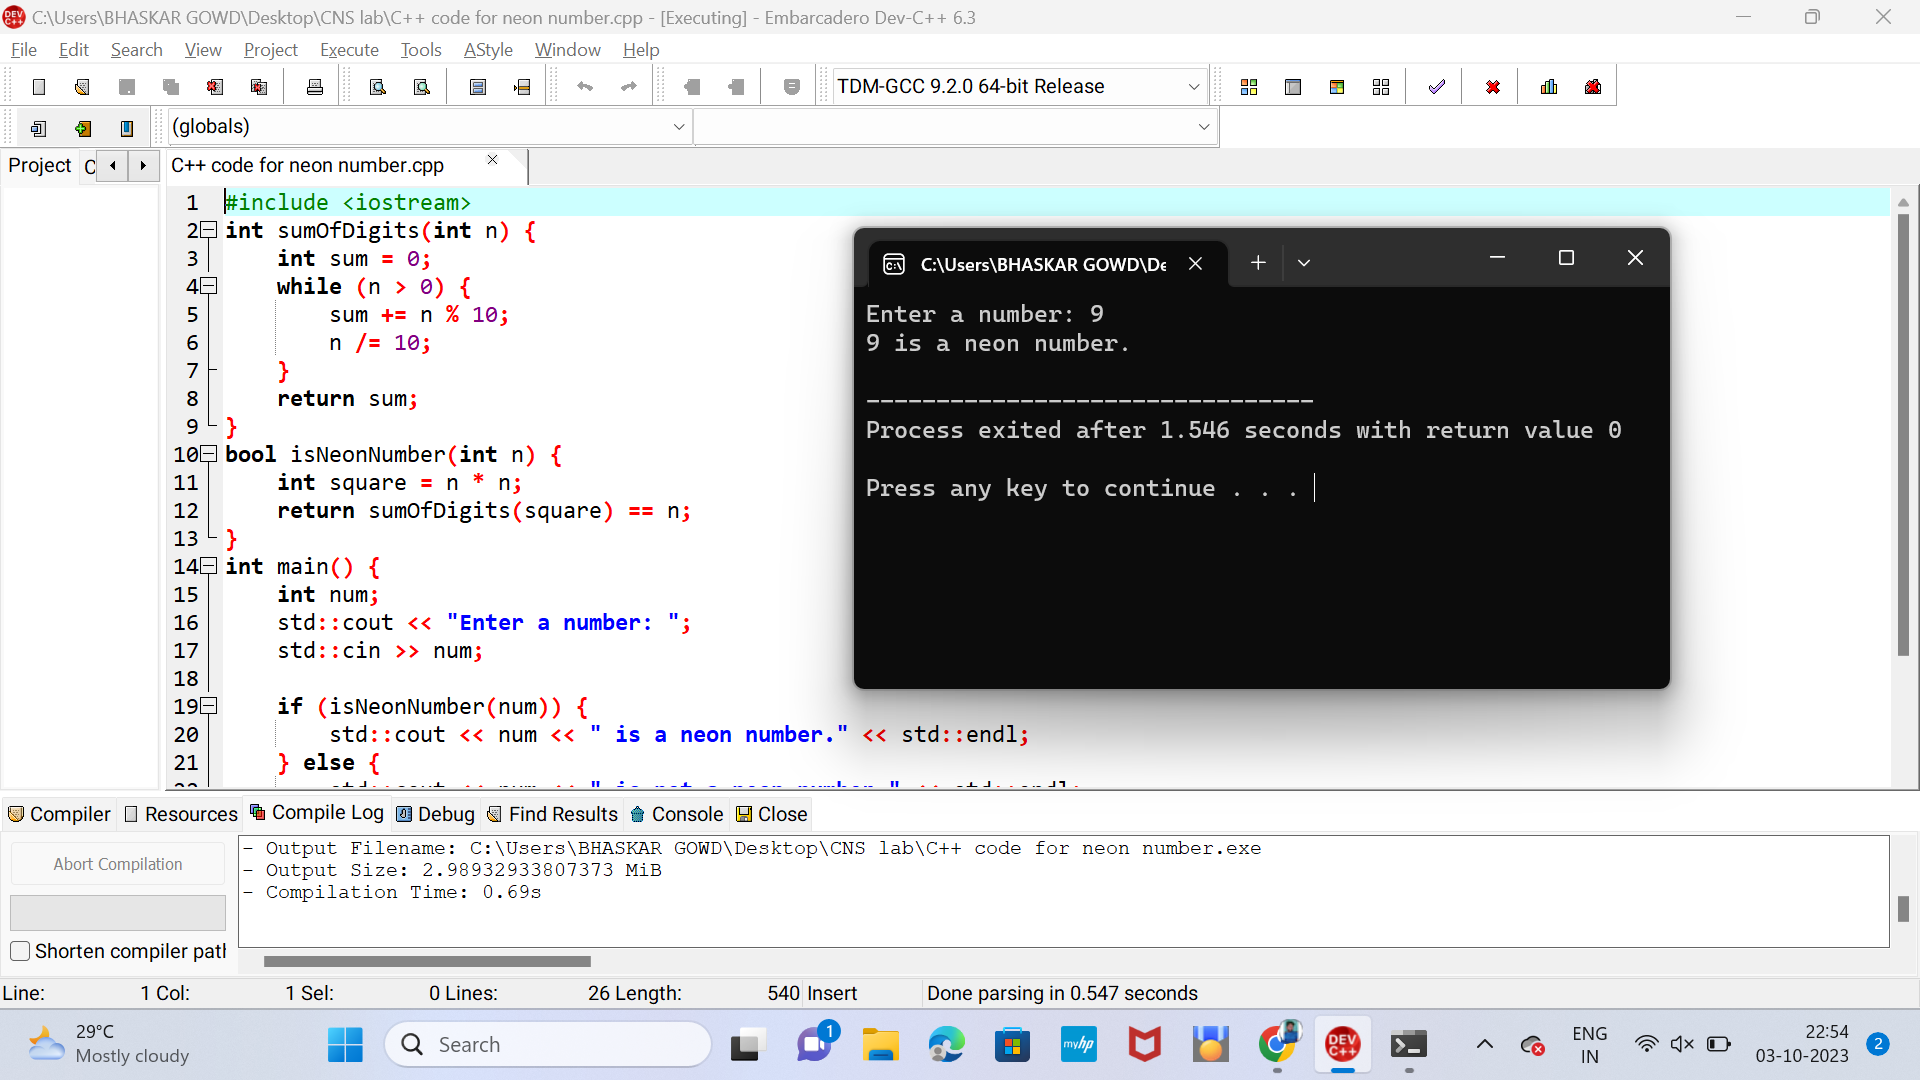 C:\Users\BHASKAR GOWD\Desktop\CNS lab\C++ code for neon number.cpp - [Executing] - Embarcadero Dev-C++ 6.3
File Edit Search View Project Execute Tools AStyle Window Help
TDM-GCC 9.2.0 64-bit Release
(globals)
Project C
C++ code for neon number.cpp
1 #include <iostream>
2 int sumOfDigits(int n) {
3 int sum = 0;
4 while (n > 0) {
5 sum += n % 10;
6 n /= 10;
7 }
8 return sum;
9 }
10 bool isNeonNumber(int n) {
11 int square = n * n;
12 return sumOfDigits(square) == n;
13 }
14 int main() {
15 int num;
16 std::cout << "Enter a number: ";
17 std::cin >> num;
18
19 if (isNeonNumber(num)) {
20 std::cout << num << " is a neon number." << std::endl;
21 } else {
C:\Users\BHASKAR GOWD\De
Enter a number: 9
9 is a neon number.
--------------------------------
Process exited after 1.546 seconds with return value 0
Press any key to continue . . .
Compiler Resources Compile Log Debug Find Results Console Close
Abort Compilation
Shorten compiler path
- Output Filename: C:\Users\BHASKAR GOWD\Desktop\CNS lab\C++ code for neon number.exe
- Output Size: 2.98932933807373 MiB
- Compilation Time: 0.69s
Line: 1 Col: 1 Sel: 0 Lines: 26 Length: 540 Insert Done parsing in 0.547 seconds
29°C
Mostly cloudy
Search
1
myhp
DEV C++
ENG
IN
22:54
03-10-2023
2